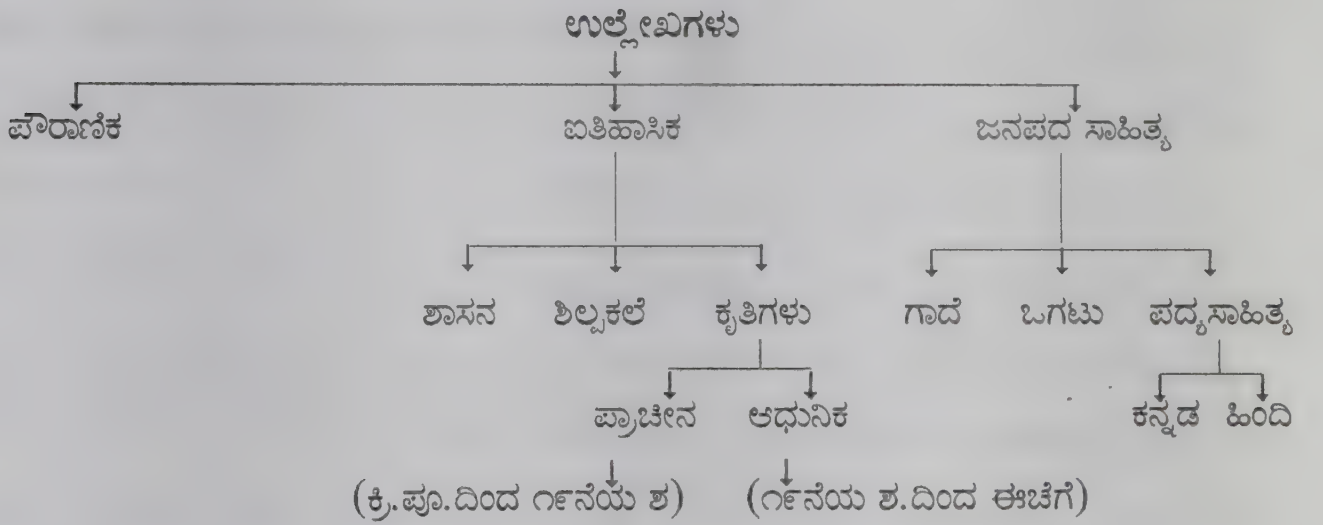 ಉಲ್ಲೇಖಗಳು
ಪೌರಾಣಿಕ ಐತಿಹಾಸಿಕ ಜನಪದ ಸಾಹಿತ್ಯ
ಶಾಸನ ಶಿಲ್ಪಕಲೆ ಕೃತಿಗಳು ಗಾದೆ ಒಗಟು ಪದ್ಯಸಾಹಿತ್ಯ
ಪ್ರಾಚೀನ ಆಧುನಿಕ ಕನ್ನಡ ಹಿಂದಿ
(ಕ್ರಿ.ಪೂ.ದಿಂದ ೧೯ನೆಯ ಶ) (೧೯ನೆಯ ಶ.ದಿಂದ ಈಚೆಗೆ)